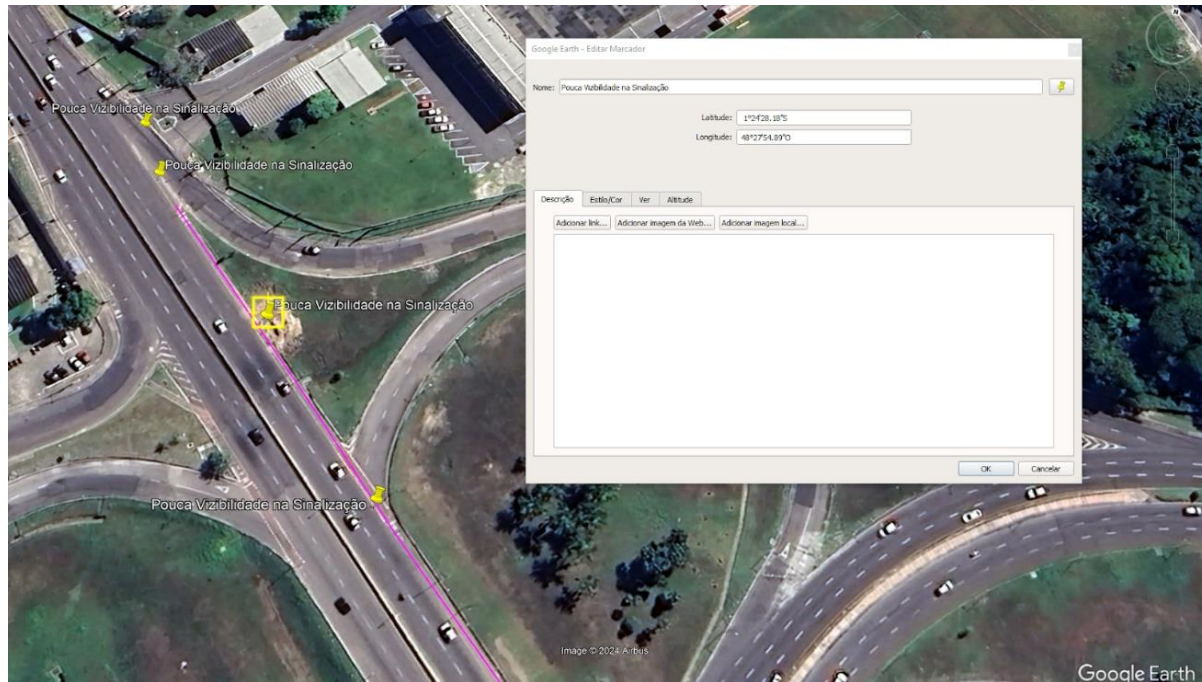 Google Earth - Editar Marcador
Nome: Pouca Vizibilidade na Sinalização
Latitude: 1°24'28.18"S
Longitude: 48°27'54.89"O
Descrição Estilo/Cor Ver Altitude
Adicionar link... Adicionar imagem da Web... Adicionar imagem local...
OK Cancelar
Pouca Vizibilidade na Sinalização
Pouca Vizibilidade na Sinalização
Pouca Vizibilidade na Sinalização
Pouca Vizibilidade na Sinalização
Image © 2024 Airbus
Google Earth